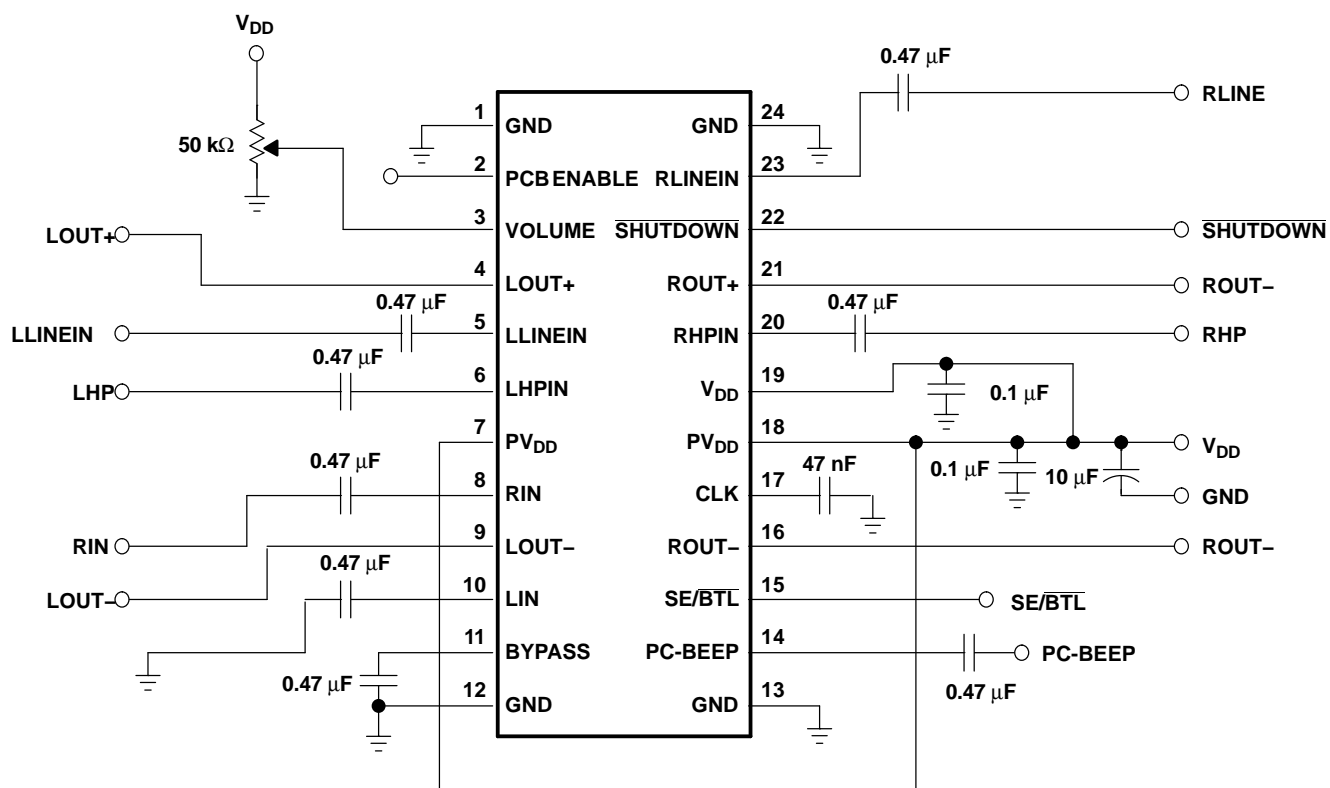 V_DD
50 kΩ
LOUT+
LLINEIN
0.47 μF
LHP
0.47 μF
RIN
0.47 μF
LOUT−
0.47 μF
0.47 μF
1 GND
2 PCB ENABLE
3 VOLUME
4 LOUT+
5 LLINEIN
6 LHPIN
7 PV_DD
8 RIN
9 LOUT−
10 LIN
11 BYPASS
12 GND
GND 24
RLINEIN 23
SHUTDOWN 22
ROUT+ 21
RHPIN 20
V_DD 19
PV_DD 18
CLK 17
ROUT− 16
SE/BTL 15
PC-BEEP 14
GND 13
0.47 μF
RLINE
SHUTDOWN
ROUT−
0.47 μF
RHP
0.1 μF
V_DD
0.1 μF
10 μF
47 nF
GND
ROUT−
SE/BTL
PC-BEEP
0.47 μF